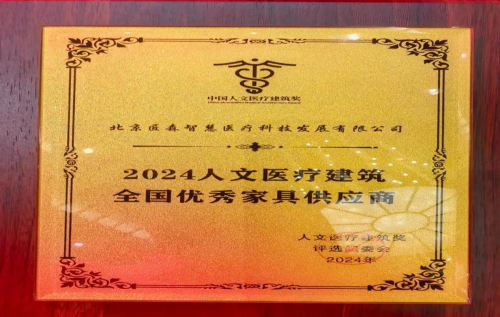 中国人文医疗建筑奖
北京匠森智慧医疗科技发展有限公司
2024人文医疗建筑
全国优秀家具供应商
人文医疗建筑奖
评选组委会
2024年